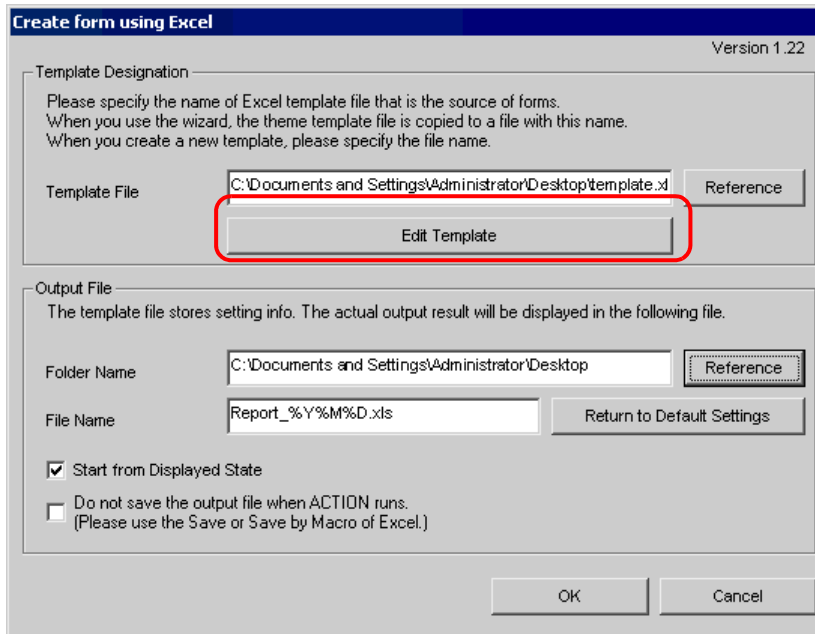 Create form using Excel
Version 1.22
Template Designation
Please specify the name of Excel template file that is the source of forms.
When you use the wizard, the theme template file is copied to a file with this name.
When you create a new template, please specify the file name.
Template File
C:\Documents and Settings\Administrator\Desktop\template.xl
Reference
Edit Template
Output File
The template file stores setting info. The actual output result will be displayed in the following file.
Folder Name
C:\Documents and Settings\Administrator\Desktop
Reference
File Name
Report_%Y%M%D.xls
Return to Default Settings
Start from Displayed State
Do not save the output file when ACTION runs.
(Please use the Save or Save by Macro of Excel.)
OK
Cancel